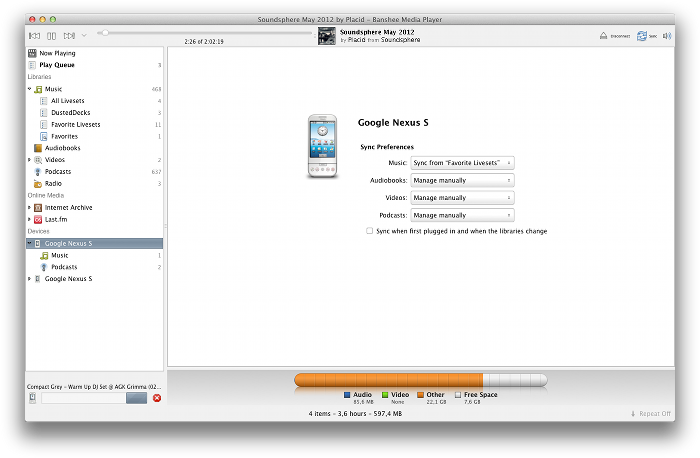 Soundsphere May 2012 by Placid – Banshee Media Player
2:26 of 2:02:19
Soundsphere May 2012
by Placid from Soundsphere
Disconnect
Sync
Now Playing
Play Queue 3
Libraries
Music 468
All Livesets 4
DustedDecks 3
Favorite Livesets 11
Favorites 1
Audiobooks
Videos 2
Podcasts 637
Radio 3
Online Media
Internet Archive
Last.fm
Devices
Google Nexus S
Music 1
Podcasts 2
Google Nexus S
Google Nexus S
Sync Preferences
Music: Sync from “Favorite Livesets”
Audiobooks: Manage manually
Videos: Manage manually
Podcasts: Manage manually
Sync when first plugged in and when the libraries change
Compact Grey – Warm Up DJ Set @ AGK Grimma (02...
Audio
85,6 MB
Video
None
Other
22,1 GB
Free Space
7,6 GB
4 items – 3,6 hours – 597,4 MB
Repeat Off